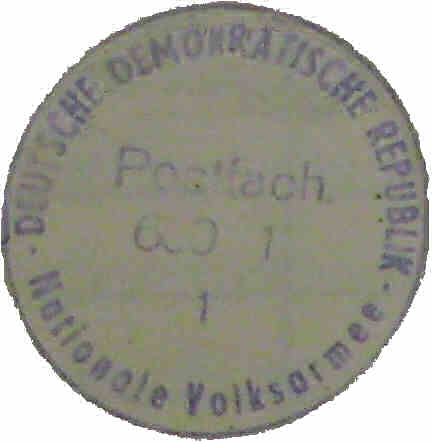 DEUTSCHE DEMOKRATISCHE REPUBLIK
Postfach
1
· Nationale Volksarmee ·